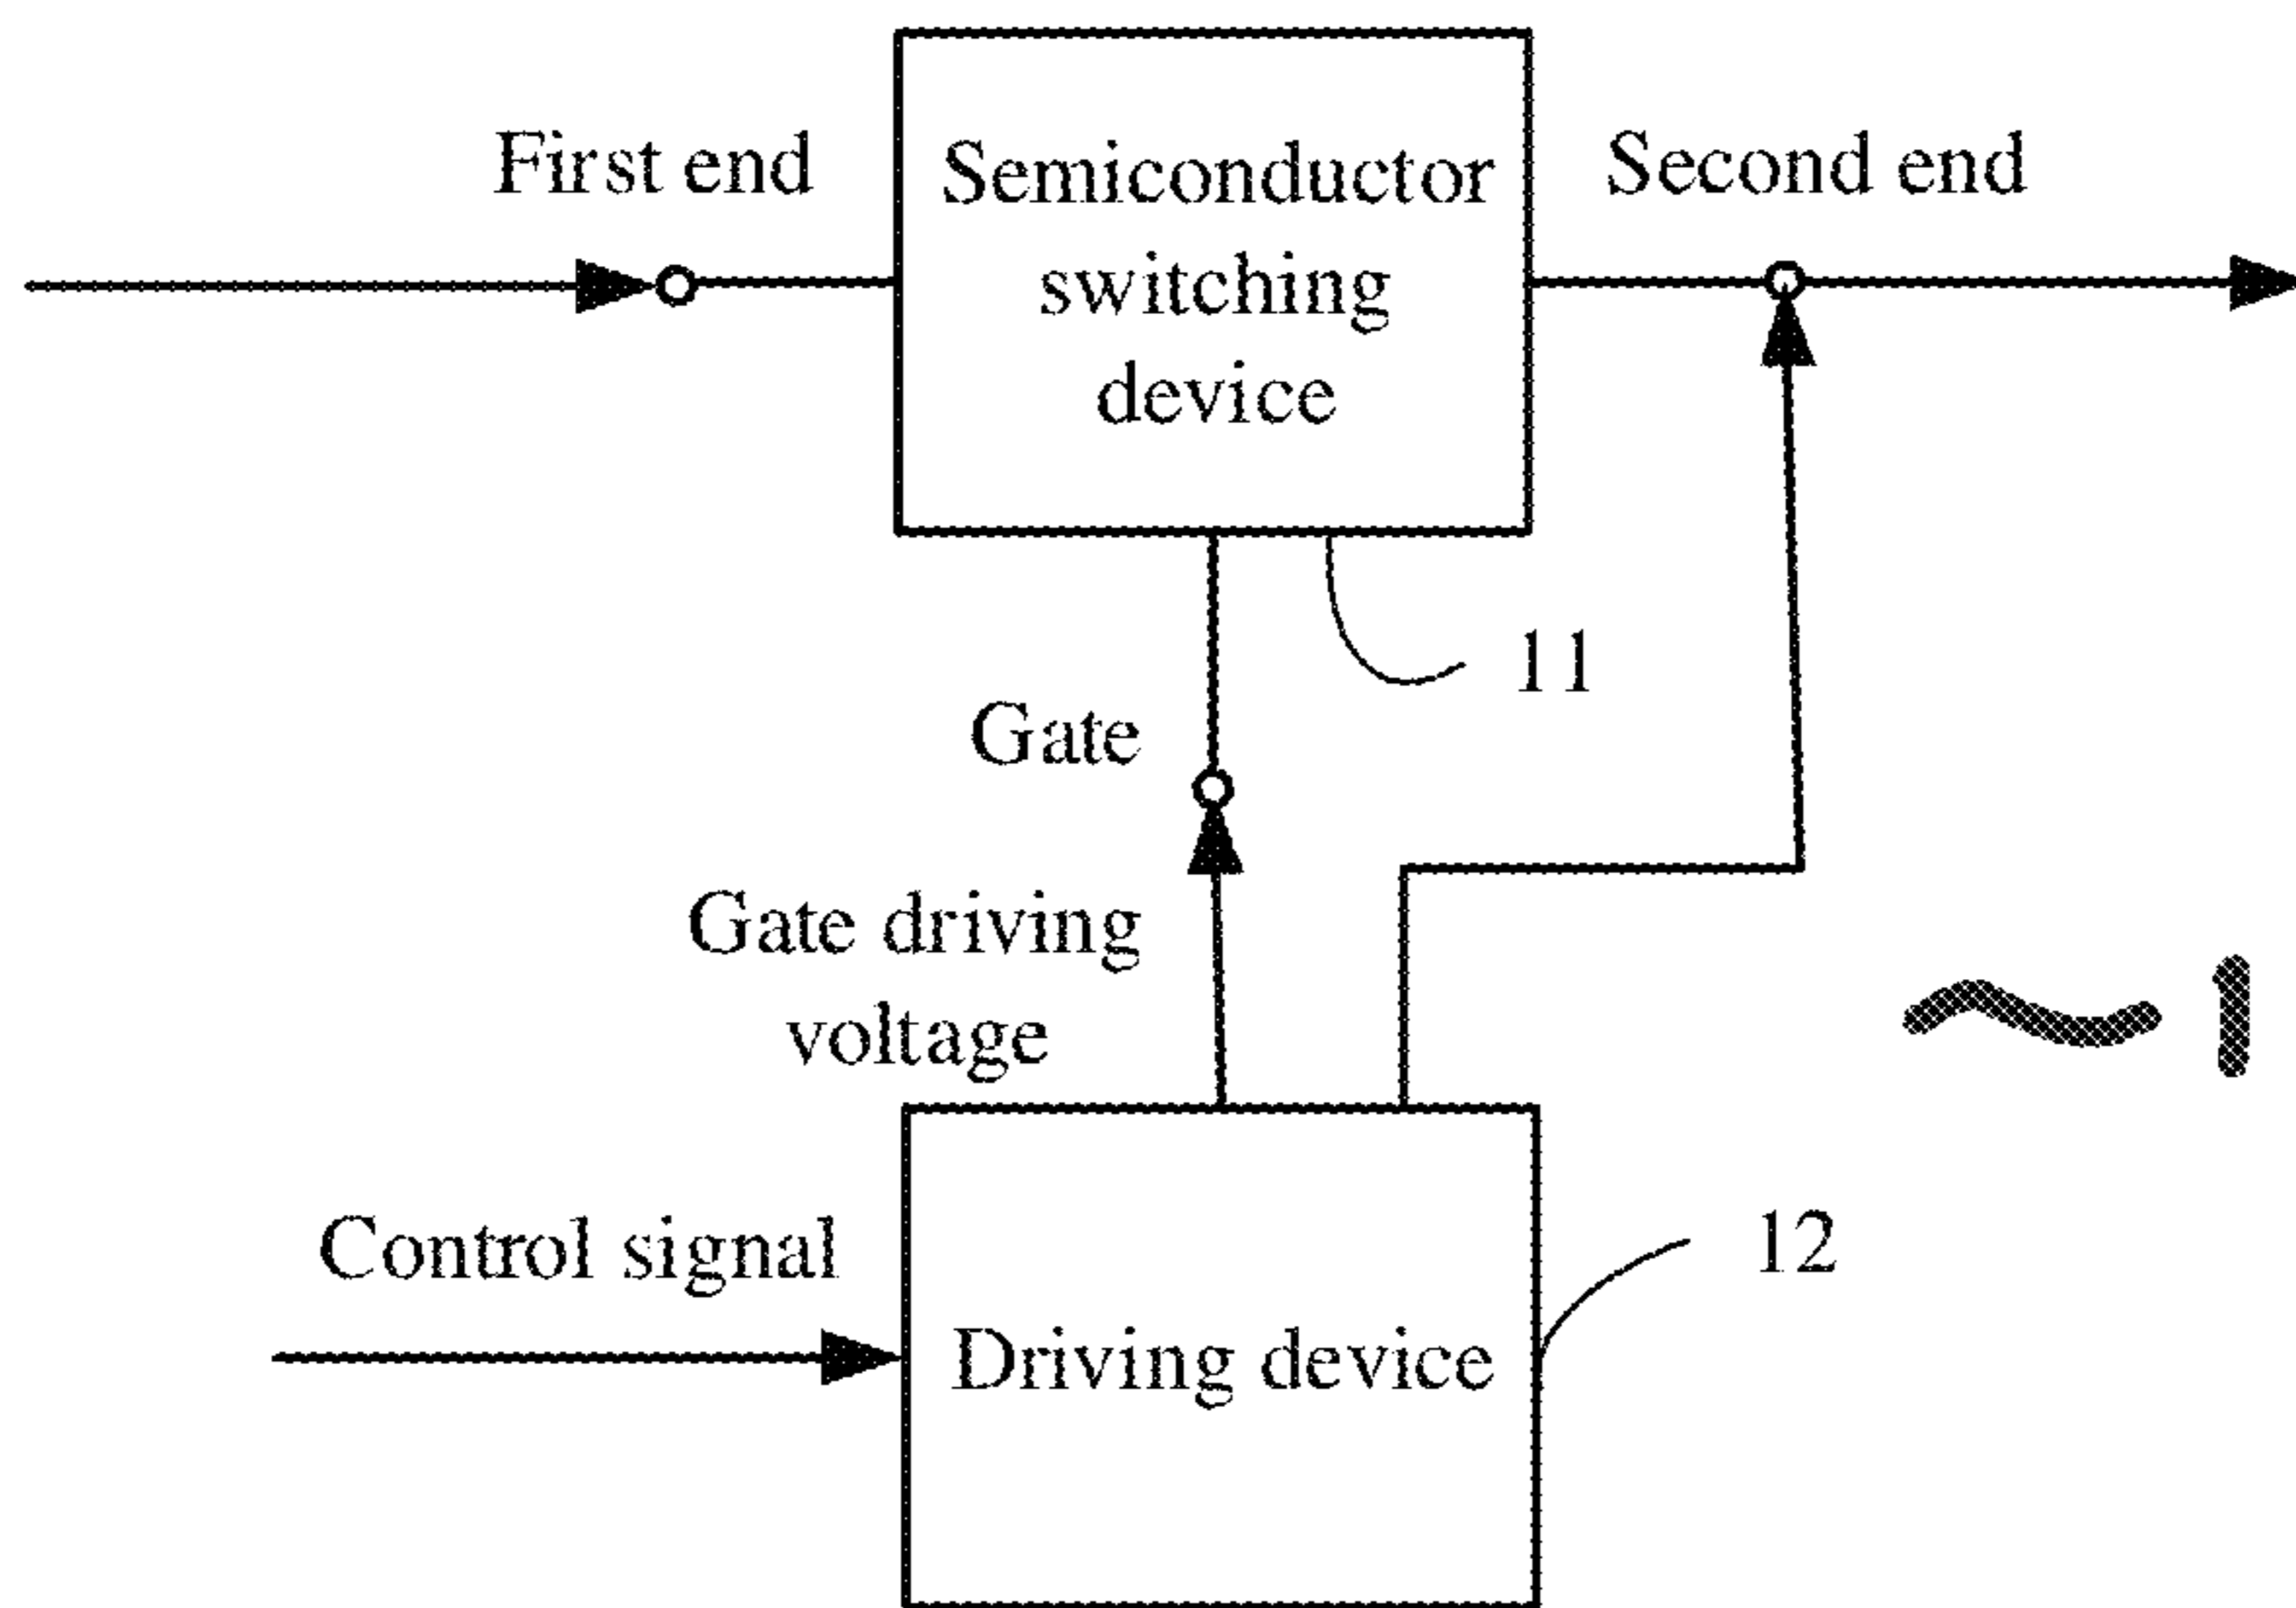 First end
Semiconductor
switching
device
Second end
11
Gate
Gate driving
voltage
~1
Control signal
12
Driving device